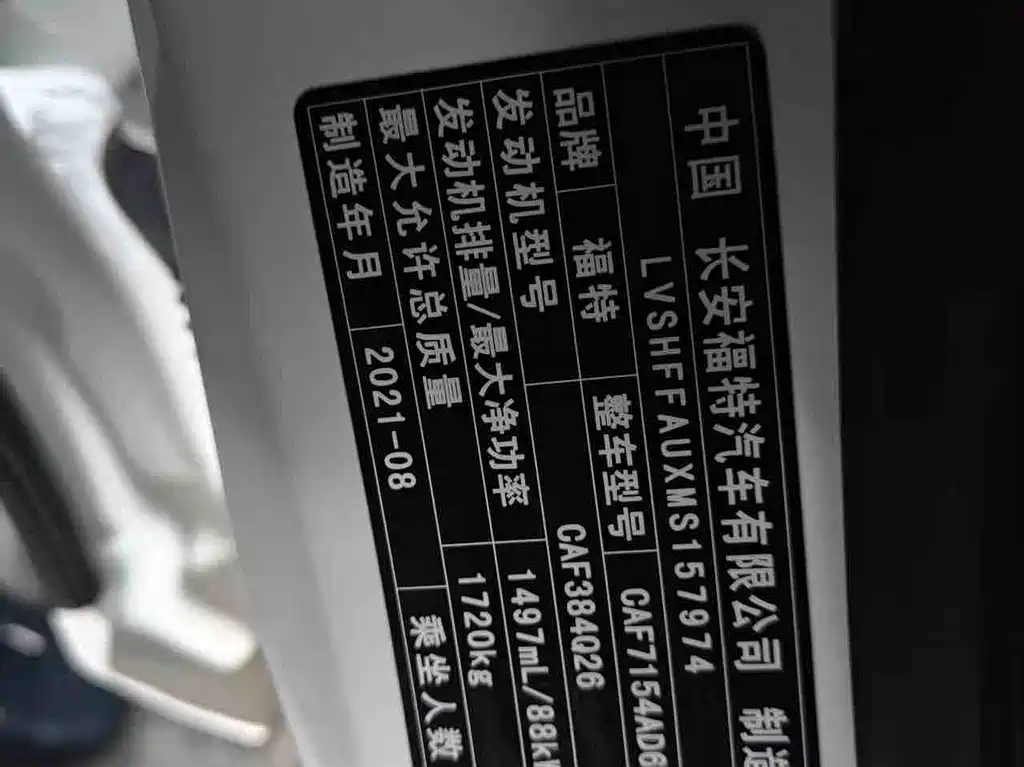 中国 长安福特汽车有限公司 制造
LVSHFFAUXMS157974
品牌 福特 整车型号 CAF7154AD6
发动机型号 CAF384Q26
发动机排量/最大净功率 1497mL/88k
最大允许总质量 1720kg
制造年月 2021-08 乘坐人数